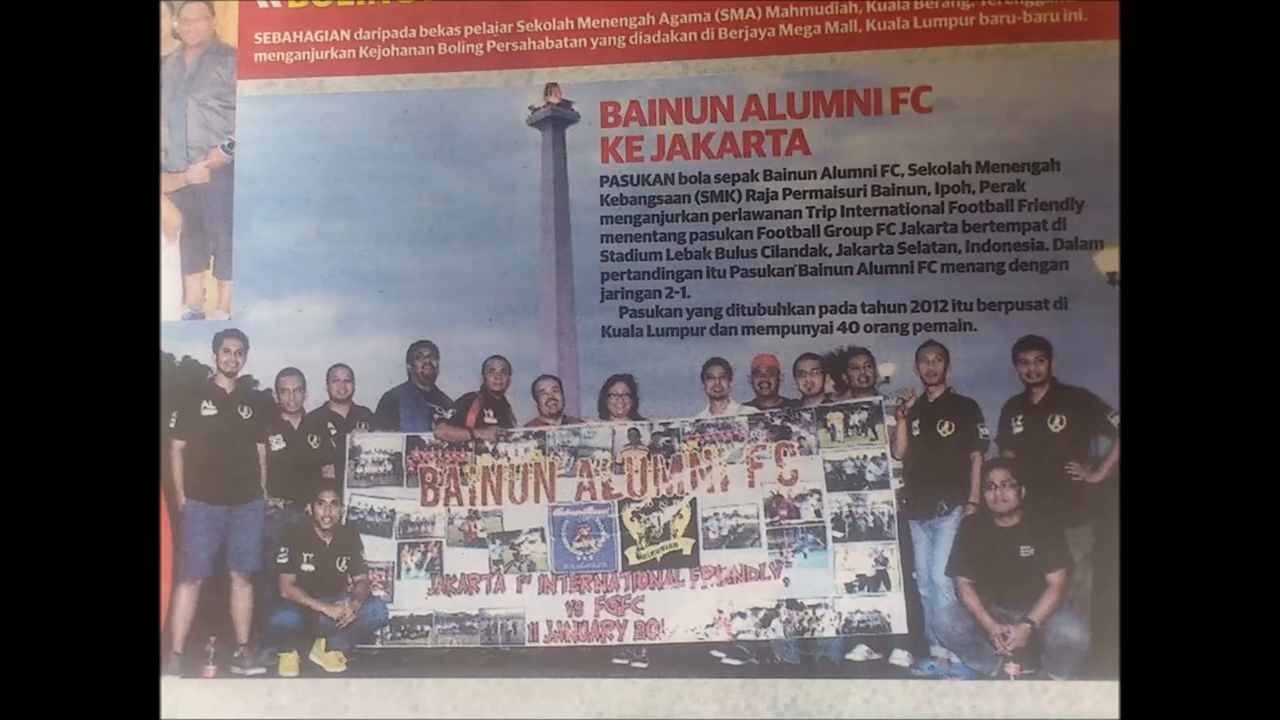 SEBAHAGIAN daripada bekas pelajar Sekolah Menengah Agama (SMA) Mahmudiah, Kuala Berang,
menganjurkan Kejohanan Boling Persahabatan yang diadakan di Berjaya Mega Mall, Kuala Lumpur baru-baru ini.
BAINUN ALUMNI FC
KE JAKARTA
PASUKAN bola sepak Bainun Alumni FC, Sekolah Menengah
Kebangsaan (SMK) Raja Permaisuri Bainun, Ipoh, Perak
menganjurkan perlawanan Trip International Football Friendly
menentang pasukan Football Group FC Jakarta bertempat di
Stadium Lebak Bulus Cilandak, Jakarta Selatan, Indonesia. Dalam
pertandingan itu Pasukan Bainun Alumni FC menang dengan
jaringan 2-1.
Pasukan yang ditubuhkan pada tahun 2012 itu berpusat di
Kuala Lumpur dan mempunyai 40 orang pemain.
BAINUN ALUMNI FC
JAKARTA 1st INTERNATIONAL FRIENDLY,
VS FGFC
11 JANUARY